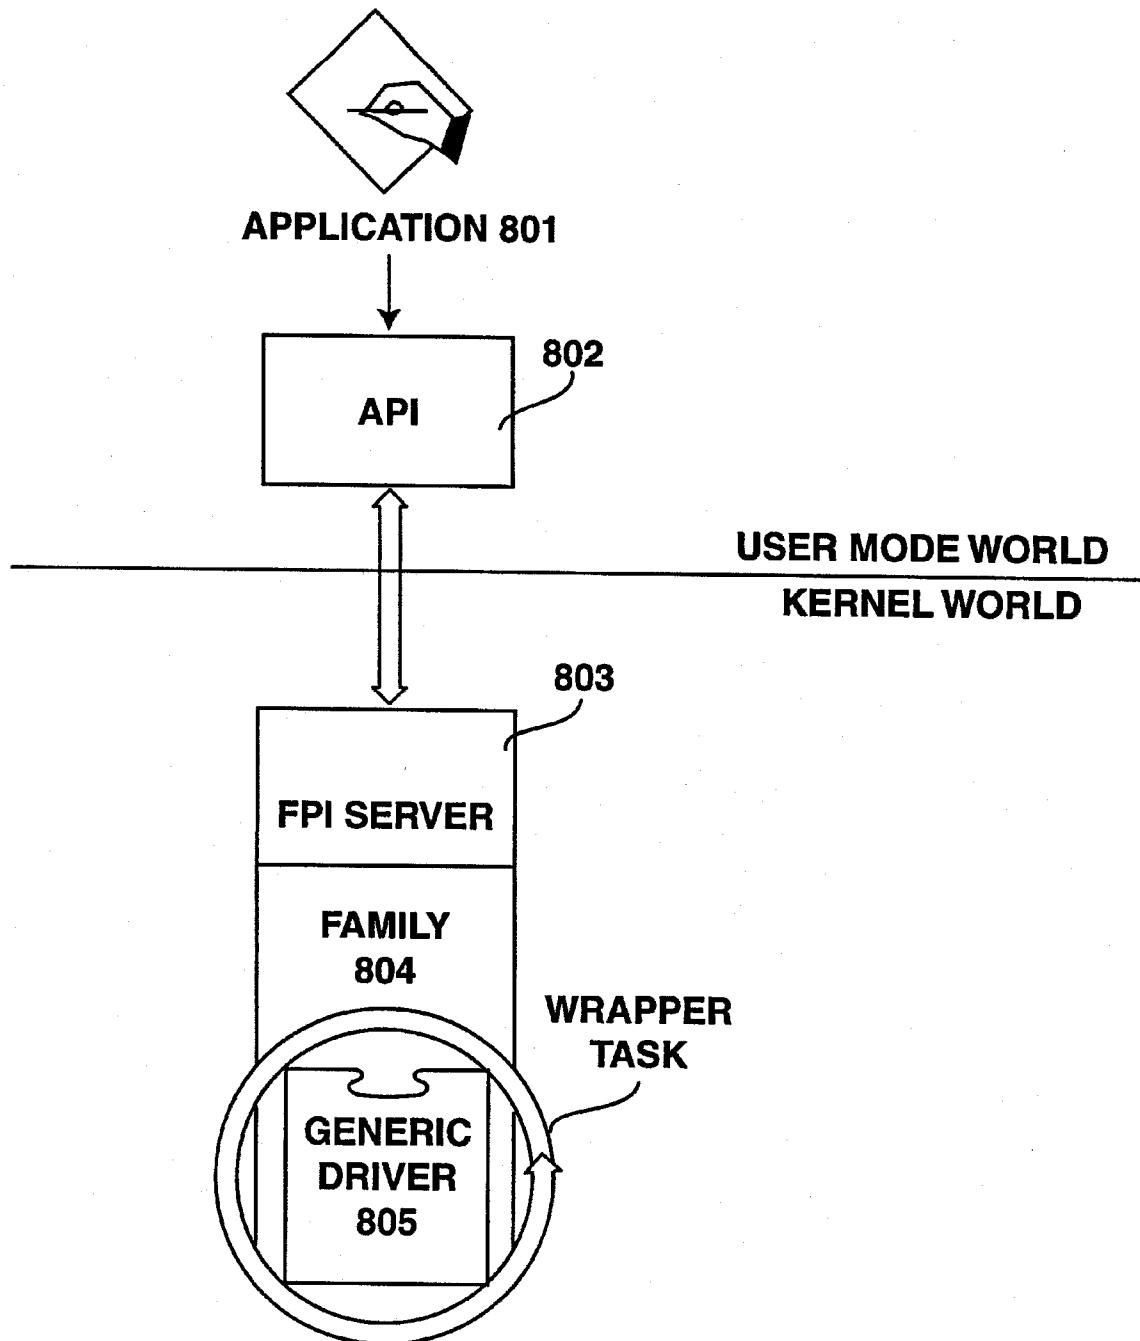 APPLICATION 801
802
API
USER MODE WORLD
KERNEL WORLD
803
FPI SERVER
FAMILY
804
WRAPPER
TASK
GENERIC
DRIVER
805